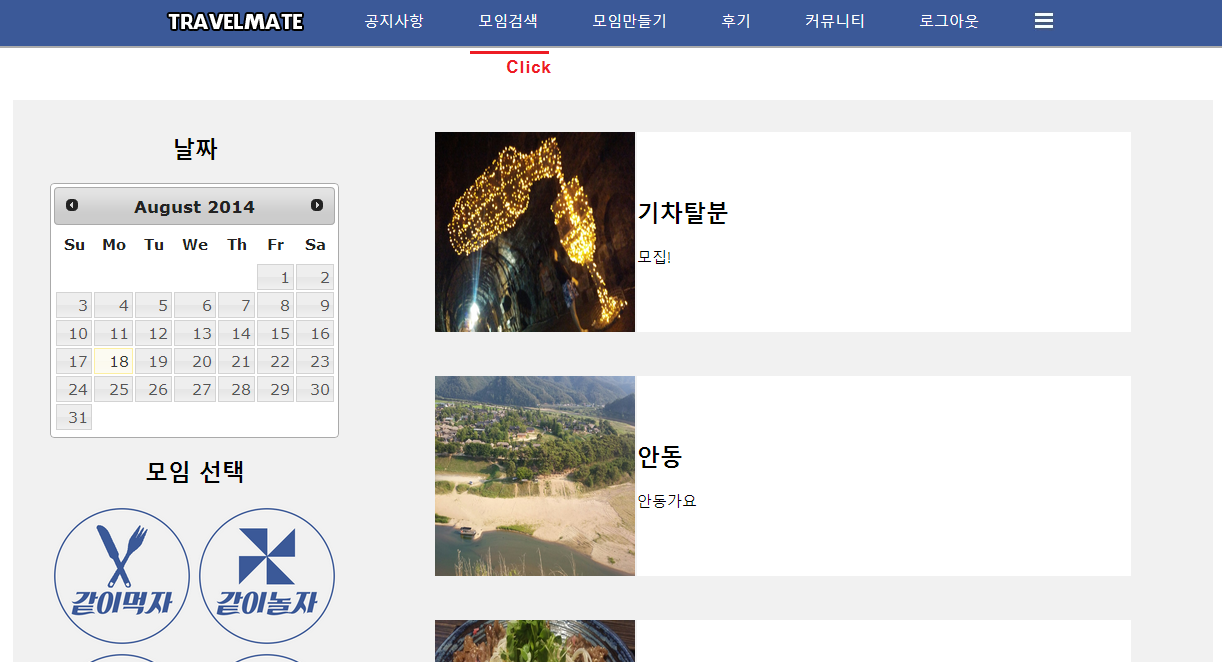 TRAVELMATE 공지사항 모임검색 모임만들기 후기 커뮤니티 로그아웃
Click
날짜
August 2014
Su Mo Tu We Th Fr Sa
1 2
3 4 5 6 7 8 9
10 11 12 13 14 15 16
17 18 19 20 21 22 23
24 25 26 27 28 29 30
31
모임 선택
같이먹자 같이놀자
기차탈분
모집!
안동
안동가요